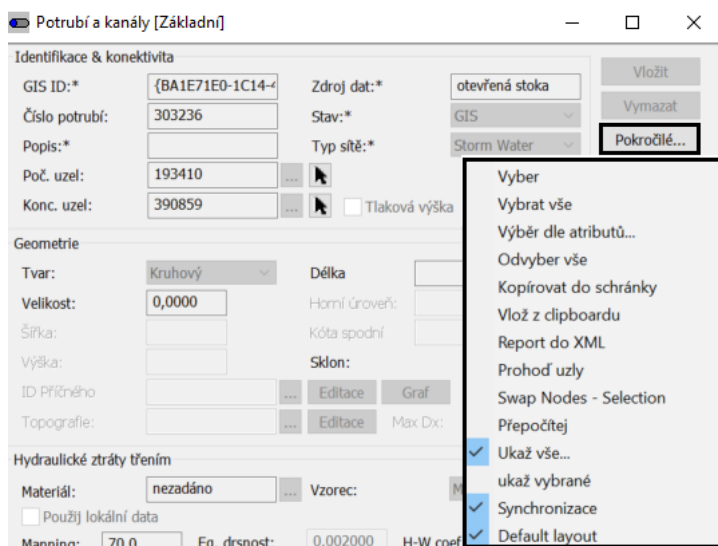 Potrubí a kanály [Základní]
Identifikace & konektivita
GIS ID:* {BA1E71E0-1C14-4 Zdroj dat:* otevřená stoka Vložit
Číslo potrubí: 303236 Stav:* GIS Vymazat
Popis:* Typ sítě:* Storm Water Pokročilé...
Poč. uzel: 193410 ...
Konc. uzel: 390859 ... Tlaková výška
Geometrie
Tvar: Kruhový Délka
Velikost: 0,0000 Horní úroveň:
Šířka: Kóta spodní
Výška: Sklon:
ID Příčného ... Editace Graf
Topografie: ... Editace Max Dx:
Hydraulické ztráty třením
Materiál: nezadáno ... Vzorec: M
Použij lokální data
Manning: 70,0 Eq. drsnost: 0,002000 H-W coef
Vyber
Vybrat vše
Výběr dle atributů...
Odvyber vše
Kopírovat do schránky
Vlož z clipboardu
Report do XML
Prohoď uzly
Swap Nodes - Selection
Přepočítej
Ukaž vše...
ukaž vybrané
Synchronizace
Default layout